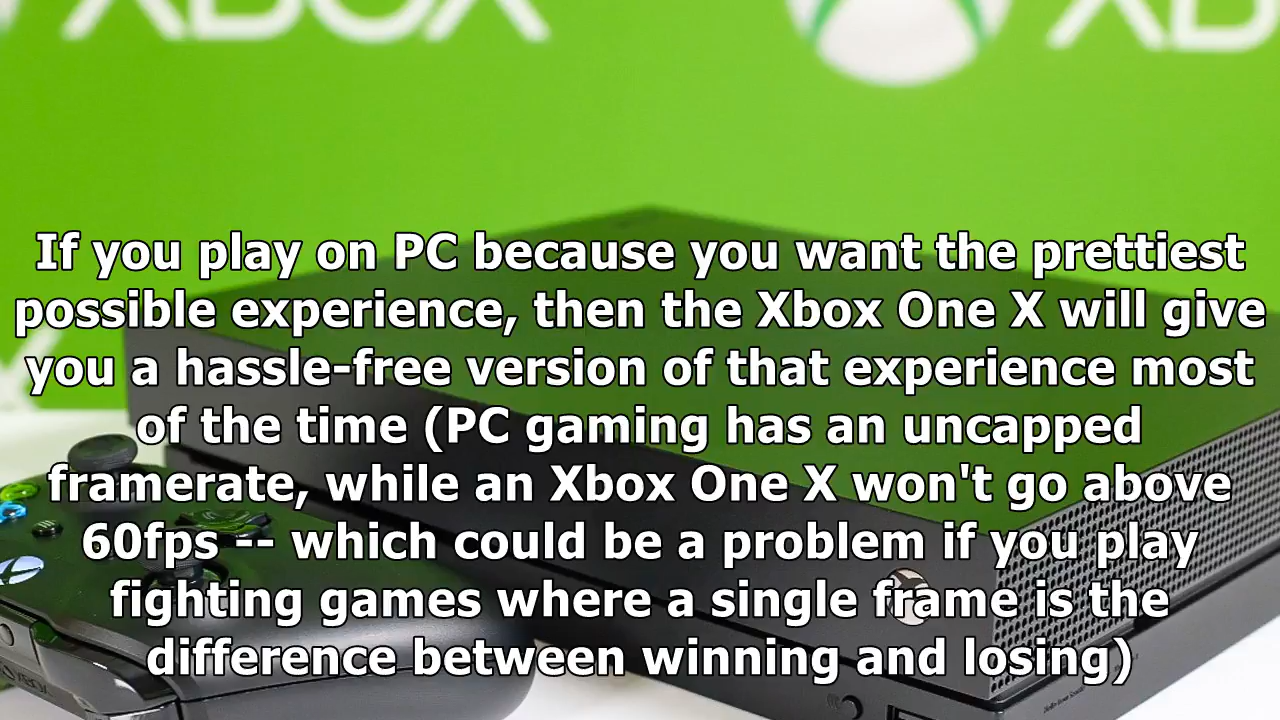 XBOX
XB
If you play on PC because you want the prettiest
possible experience, then the Xbox One X will give
you a hassle-free version of that experience most
of the time (PC gaming has an uncapped
framerate, while an Xbox One X won't go above
60fps -- which could be a problem if you play
fighting games where a single frame is the
difference between winning and losing)
XBOX